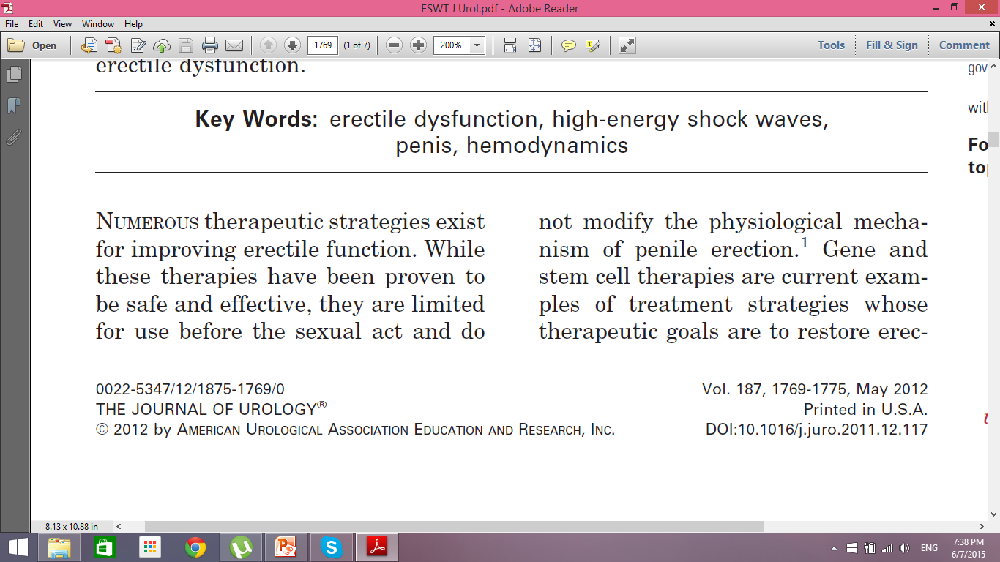 ESWT J Urol.pdf - Adobe Reader
File Edit View Window Help
Open 1769 (1 of 7) 200% Tools Fill & Sign Comment
erectile dysfunction.
Key Words: erectile dysfunction, high-energy shock waves,
penis, hemodynamics
NUMEROUS therapeutic strategies exist
for improving erectile function. While
these therapies have been proven to
be safe and effective, they are limited
for use before the sexual act and do
not modify the physiological mecha-
nism of penile erection.1 Gene and
stem cell therapies are current exam-
ples of treatment strategies whose
therapeutic goals are to restore erec-
0022-5347/12/1875-1769/0
THE JOURNAL OF UROLOGY®
© 2012 by AMERICAN UROLOGICAL ASSOCIATION EDUCATION AND RESEARCH, INC.
Vol. 187, 1769-1775, May 2012
Printed in U.S.A.
DOI:10.1016/j.juro.2011.12.117
gov
wit
Fo
to
8.13 x 10.88 in
ENG
7:38 PM
6/7/2015